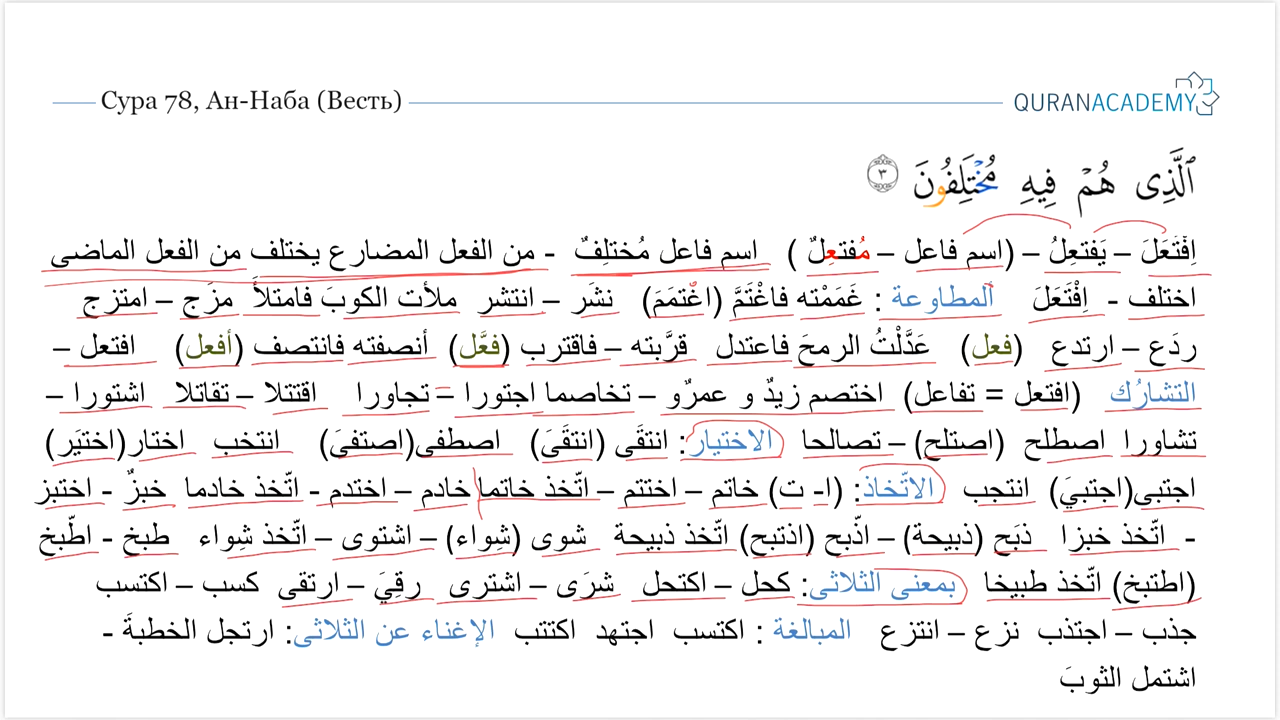 Сура 78, Ан-Наба (Весть)
QURANACADEMY
ٱلَّذِى هُمْ فِيهِ مُخْتَلِفُونَ ٣
اِفْتَعَلَ – يَفتعِلُ – (اسم فاعل – مُفتعِلٌ ) اسم فاعل مُختلِفٌ - من الفعل المضارع يختلف من الفعل الماضى
اختلف - اِفْتَعَلَ المطاوعة : غَمَمْته فاغْتَمَّ (اغْتمَمَ) نشَر – انتشر ملأت الكوبَ فامتلأَ مزَج – امتزج
ردَع – ارتدع (فعل) عَدَّلْتُ الرمحَ فاعتدل قرَّبته – فاقترب (فعَّل) أنصفته فانتصف (أفعل) افتعل –
التشارُك (افتعل = تفاعل) اختصم زيدٌ و عمرٌو – تخاصما اجتورا – تجاورا اقتتلا – تقاتلا اشتورا –
تشاورا اصطلح (اصتلح) – تصالحا الاختيار: انتقَى (انتقَىَ) اصطفى(اصتفىَ) انتخب اختار(اختيَر)
اجتبى(اجتبيَ) انتجب الاتّخاذ: (ا- ت) خاتم – اختتم – اتّخذ خاتما خادم – اختدم - اتّخذ خادما خبزٌ - اختبز
- اتّخذ خبزا ذبَح (ذبيحة) – اذّبح (اذتبح) اتّخذ ذبيحة شوى (شِواء) – اشتوى – اتّخذ شِواء طبخ - اطّبخ
(اطتبخ) اتّخذ طبيخا بمعنى الثلاثى: كحل – اكتحل شرَى – اشترى رقِيَ – ارتقى كسب – اكتسب
جذب – اجتذب نزع – انتزع المبالغة : اكتسب اجتهد اكتتب الإغناء عن الثلاثى: ارتجل الخطبةَ -
اشتمل الثوبَ